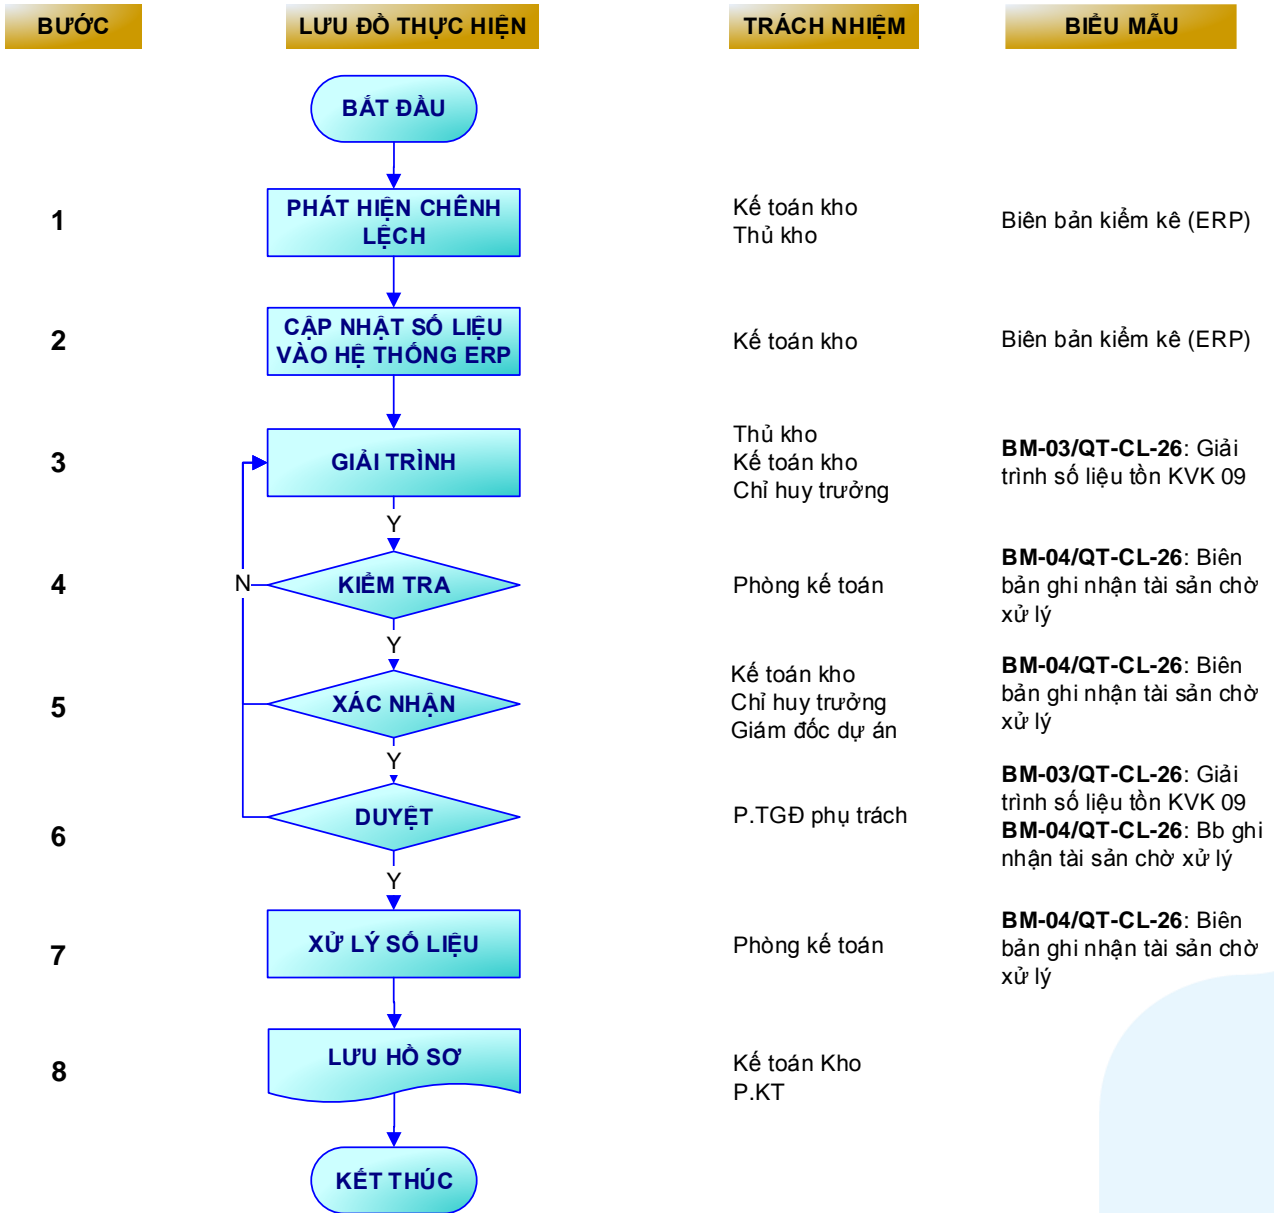 BƯỚC
LƯU ĐỒ THỰC HIỆN
TRÁCH NHIỆM
BIỂU MẪU
BẮT ĐẦU
1
PHÁT HIỆN CHÊNH
LỆCH
Kế toán kho
Thủ kho
Biên bản kiểm kê (ERP)
2
CẬP NHẬT SỐ LIỆU
VÀO HỆ THỐNG ERP
Kế toán kho
Biên bản kiểm kê (ERP)
3
GIẢI TRÌNH
Thủ kho
Kế toán kho
Chỉ huy trưởng
BM-03/QT-CL-26: Giải
trình số liệu tồn KVK 09
Y
4
N
KIỂM TRA
Phòng kế toán
BM-04/QT-CL-26: Biên
bản ghi nhận tài sản chờ
xử lý
Y
5
XÁC NHẬN
Kế toán kho
Chỉ huy trưởng
Giám đốc dự án
BM-04/QT-CL-26: Biên
bản ghi nhận tài sản chờ
xử lý
Y
6
DUYỆT
P.TGĐ phụ trách
BM-03/QT-CL-26: Giải
trình số liệu tồn KVK 09
BM-04/QT-CL-26: Bb ghi
nhận tài sản chờ xử lý
Y
7
XỬ LÝ SỐ LIỆU
Phòng kế toán
BM-04/QT-CL-26: Biên
bản ghi nhận tài sản chờ
xử lý
8
LƯU HỒ SƠ
Kế toán Kho
P.KT
KẾT THÚC